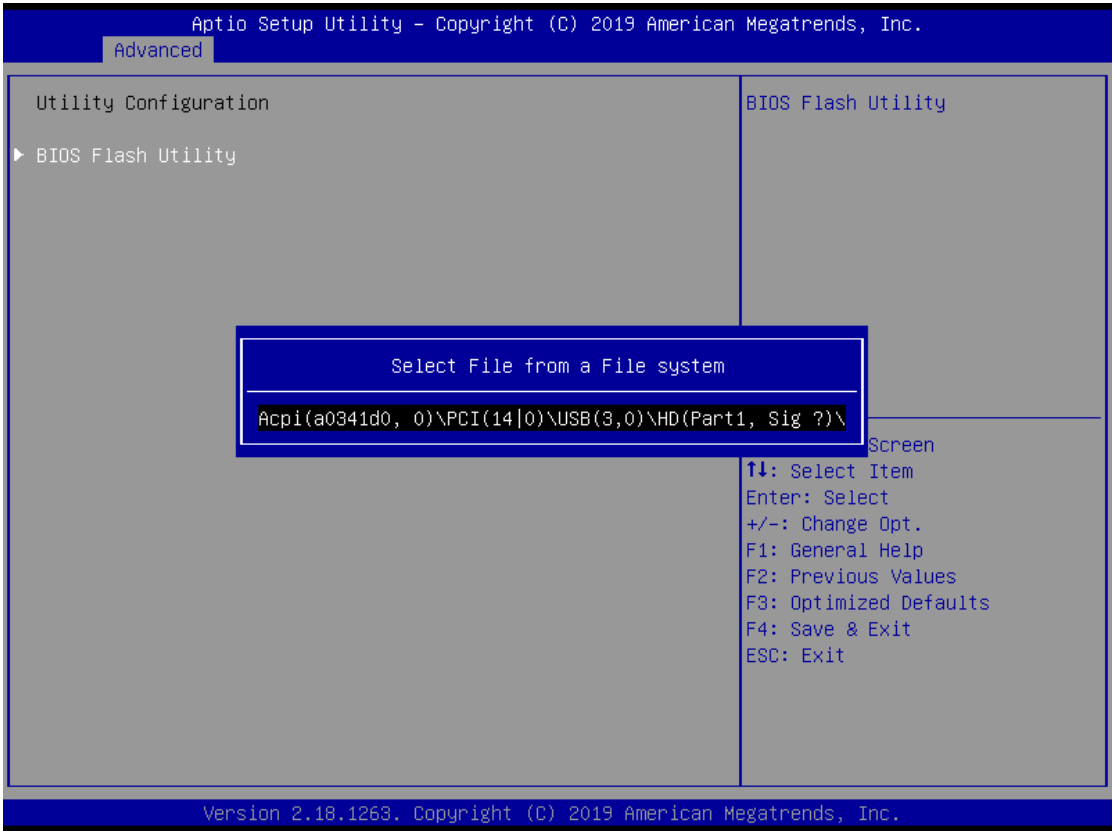 Aptio Setup Utility – Copyright (C) 2019 American Megatrends, Inc.
Advanced
Utility Configuration
BIOS Flash Utility
▶ BIOS Flash Utility
Select File from a File system
Acpi(a0341d0, 0)\PCI(14|0)\USB(3,0)\HD(Part1, Sig ?)\
Screen
↑↓: Select Item
Enter: Select
+/-: Change Opt.
F1: General Help
F2: Previous Values
F3: Optimized Defaults
F4: Save & Exit
ESC: Exit
Version 2.18.1263. Copyright (C) 2019 American Megatrends, Inc.